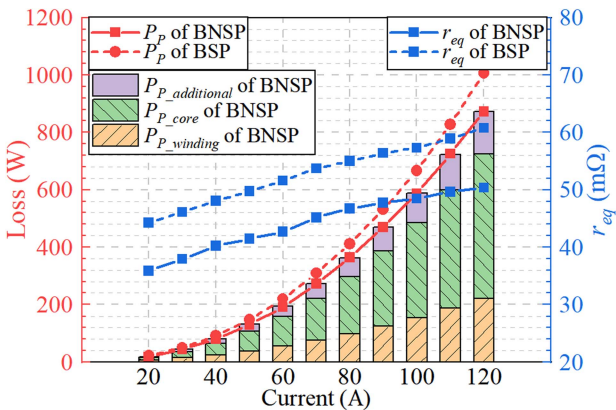 P_P of BNSP
P_P of BSP
r_eq of BNSP
r_eq of BSP
P_P_additional of BNSP
P_P_core of BNSP
P_P_winding of BNSP
Loss (W)
1200
1000
800
600
400
200
0
r_eq (mΩ)
80
70
60
50
40
30
20
20 40 60 80 100 120
Current (A)